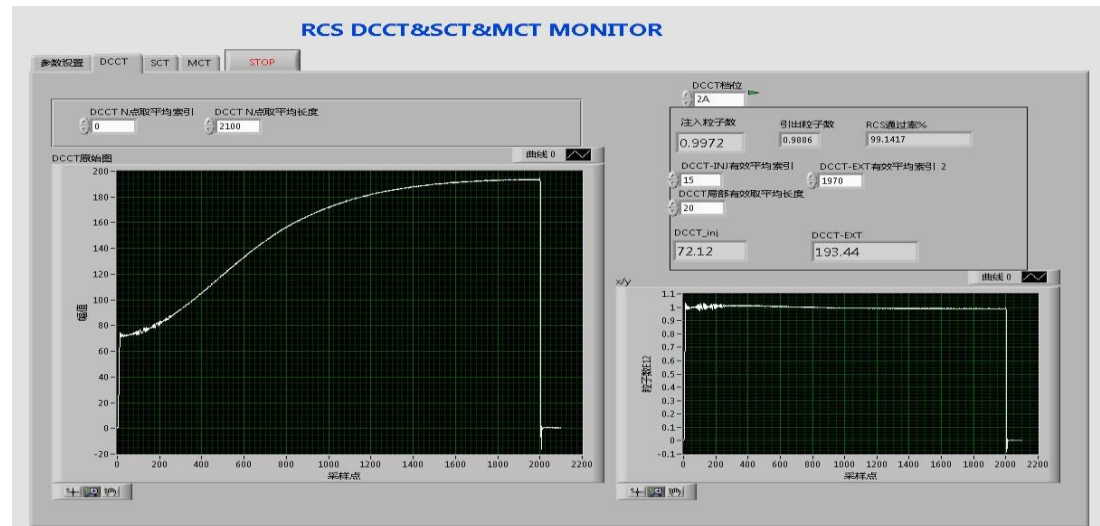 RCS DCCT&SCT&MCT MONITOR
参数设置 DCCT SCT MCT STOP
DCCT N点取平均索引 DCCT N点取平均长度
0 2100
DCCT原始图 曲线 0
200
180
160
140
120
100
80
60
40
20
0
-20
幅值
0 200 400 600 800 1000 1200 1400 1600 1800 2000 2200
采样点
DCCT档位
2A
注入粒子数 引出粒子数 RCS通过率%
0.9972 0.9886 99.1417
DCCT-INJ有效平均索引 DCCT-EXT有效平均索引 2
15 1970
DCCT局部有效取平均长度
20
DCCT_inj DCCT-EXT
72.12 193.44
x/y 曲线 0
1.1
1
0.9
0.8
0.7
0.6
0.5
0.4
0.3
0.2
0.1
0
-0.1
粒子数E12
0 200 400 600 800 1000 1200 1400 1600 1800 2000 2200
采样点